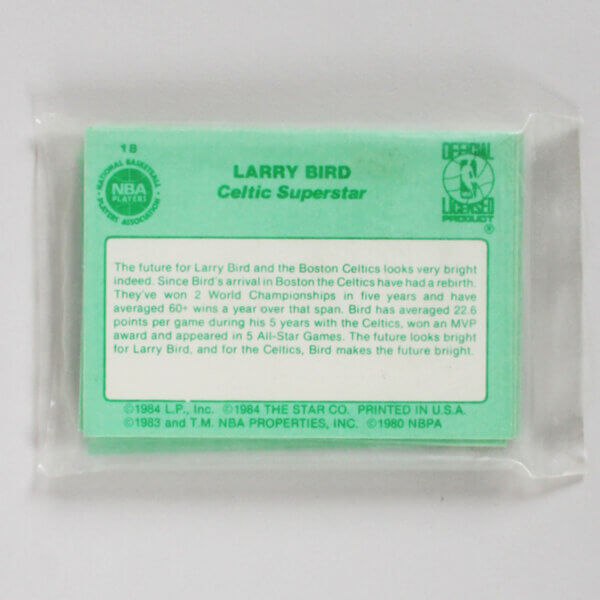 18
NATIONAL BASKETBALL
NBA
PLAYERS
PLAYERS ASSOCIATION
LARRY BIRD
Celtic Superstar
OFFICIAL
NBA
LICENSED
PRODUCT
®
The future for Larry Bird and the Boston Celtics looks very bright
indeed. Since Bird's arrival in Boston the Celtics have had a rebirth.
They've won 2 World Championships in five years and have
averaged 60+ wins a year over that span. Bird has averaged 22.6
points per game during his 5 years with the Celtics, won an MVP
award and appeared in 5 All-Star Games. The future looks bright
for Larry Bird, and for the Celtics, Bird makes the future briight.
©1984 L.P., Inc. ©1984 THE STAR CO. PRINTED IN U.S.A.
©1983 and T.M. NBA PROPERTIES, INC. ©1980 NBPA